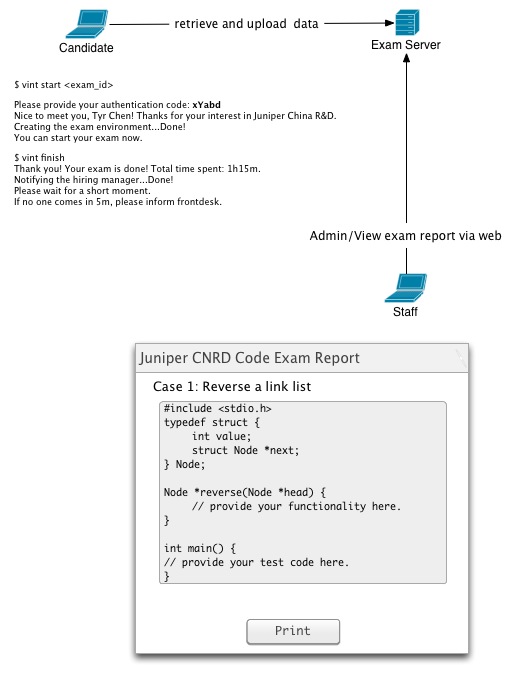 Candidate
retrieve and upload data
Exam Server
$ vint start <exam_id>
Please provide your authentication code: xYabd
Nice to meet you, Tyr Chen! Thanks for your interest in Juniper China R&D.
Creating the exam environment...Done!
You can start your exam now.
$ vint finish
Thank you! Your exam is done! Total time spent: 1h15m.
Notifying the hiring manager...Done!
Please wait for a short moment.
If no one comes in 5m, please inform frontdesk.
Admin/View exam report via web
Staff
Juniper CNRD Code Exam Report
Case 1: Reverse a link list
#include <stdio.h>
typedef struct {
int value;
struct Node *next;
} Node;
Node *reverse(Node *head) {
// provide your functionality here.
}
int main() {
// provide your test code here.
}
Print